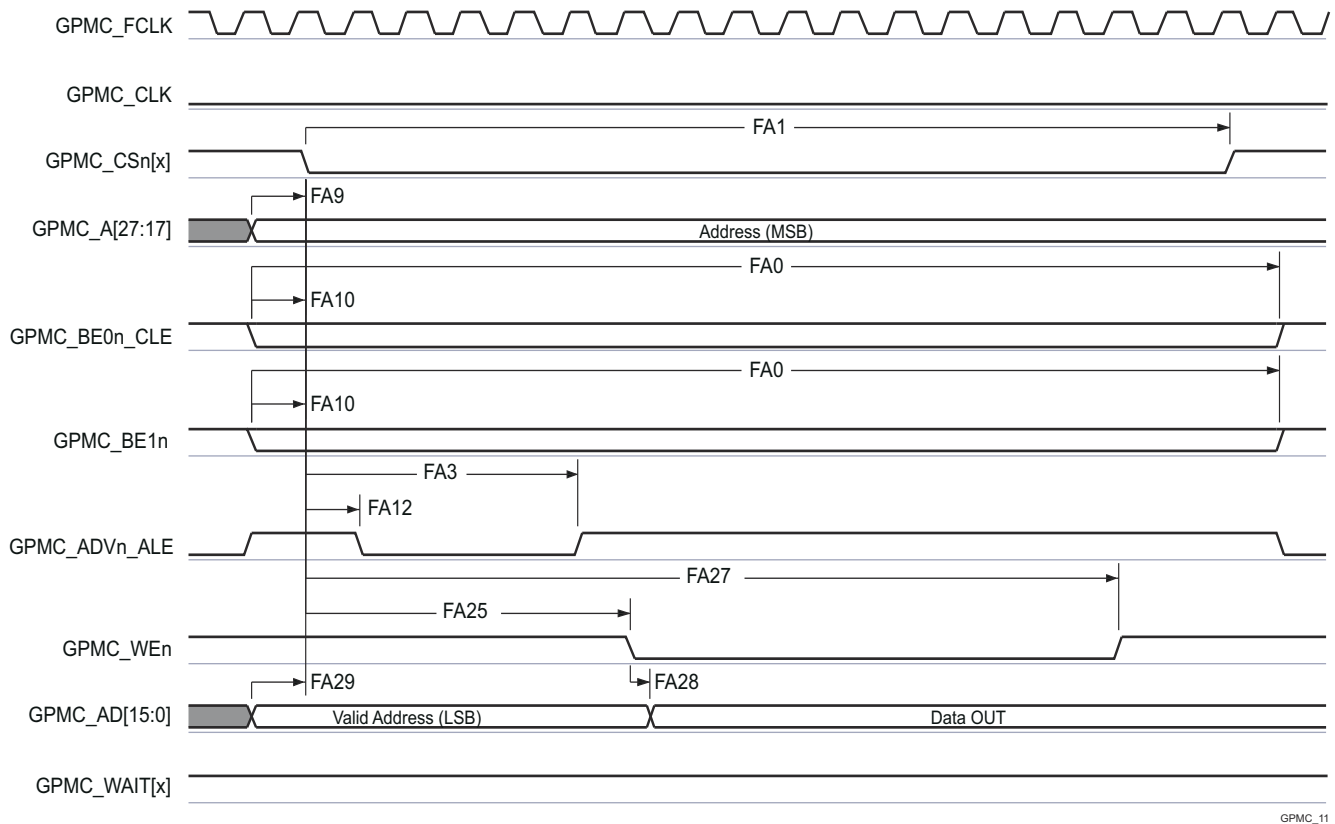 GPMC_FCLK
GPMC_CLK
FA1
GPMC_CSn[x]
FA9
GPMC_A[27:17]
Address (MSB)
FA0
FA10
GPMC_BE0n_CLE
FA0
FA10
GPMC_BE1n
FA3
FA12
GPMC_ADVn_ALE
FA27
FA25
GPMC_WEn
FA29 FA28
GPMC_AD[15:0] Valid Address (LSB) Data OUT
GPMC_WAIT[x]
GPMC_11